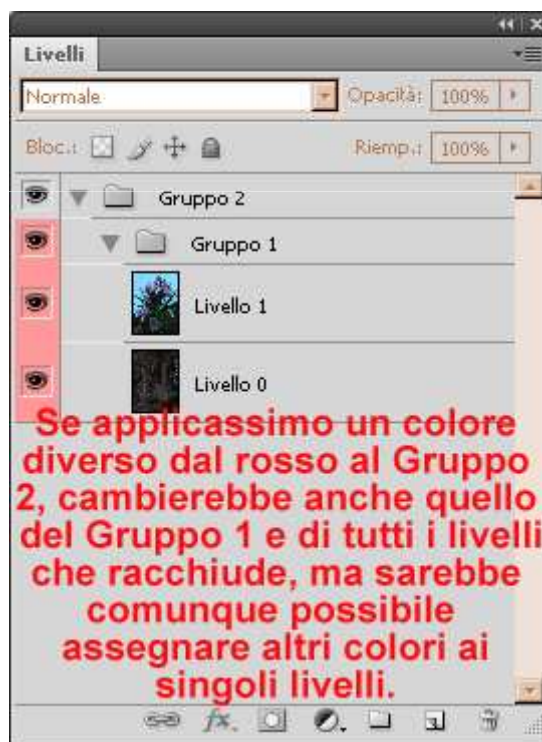 Livelli
Normale Opacità: 100%
Bloc.: Riemp.: 100%
Gruppo 2
Gruppo 1
Livello 1
Livello 0
Se applicassimo un colore
diverso dal rosso al Gruppo
2, cambierebbe anche quello
del Gruppo 1 e di tutti i livelli
che racchiude, ma sarebbe
comunque possibile
assegnare altri colori ai
singoli livelli.
fx.